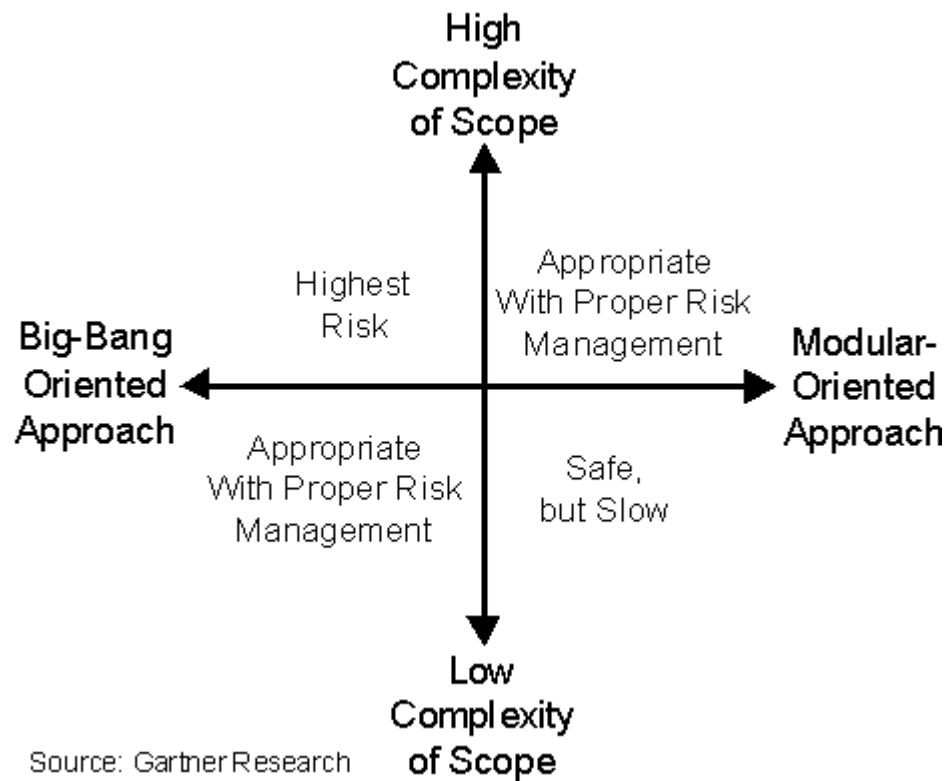 High
Complexity
of Scope
Highest
Risk
Appropriate
With Proper Risk
Management
Big-Bang
Oriented
Approach
Modular-
Oriented
Approach
Appropriate
With Proper Risk
Management
Safe,
but Slow
Low
Complexity
of Scope
Source: Gartner Research